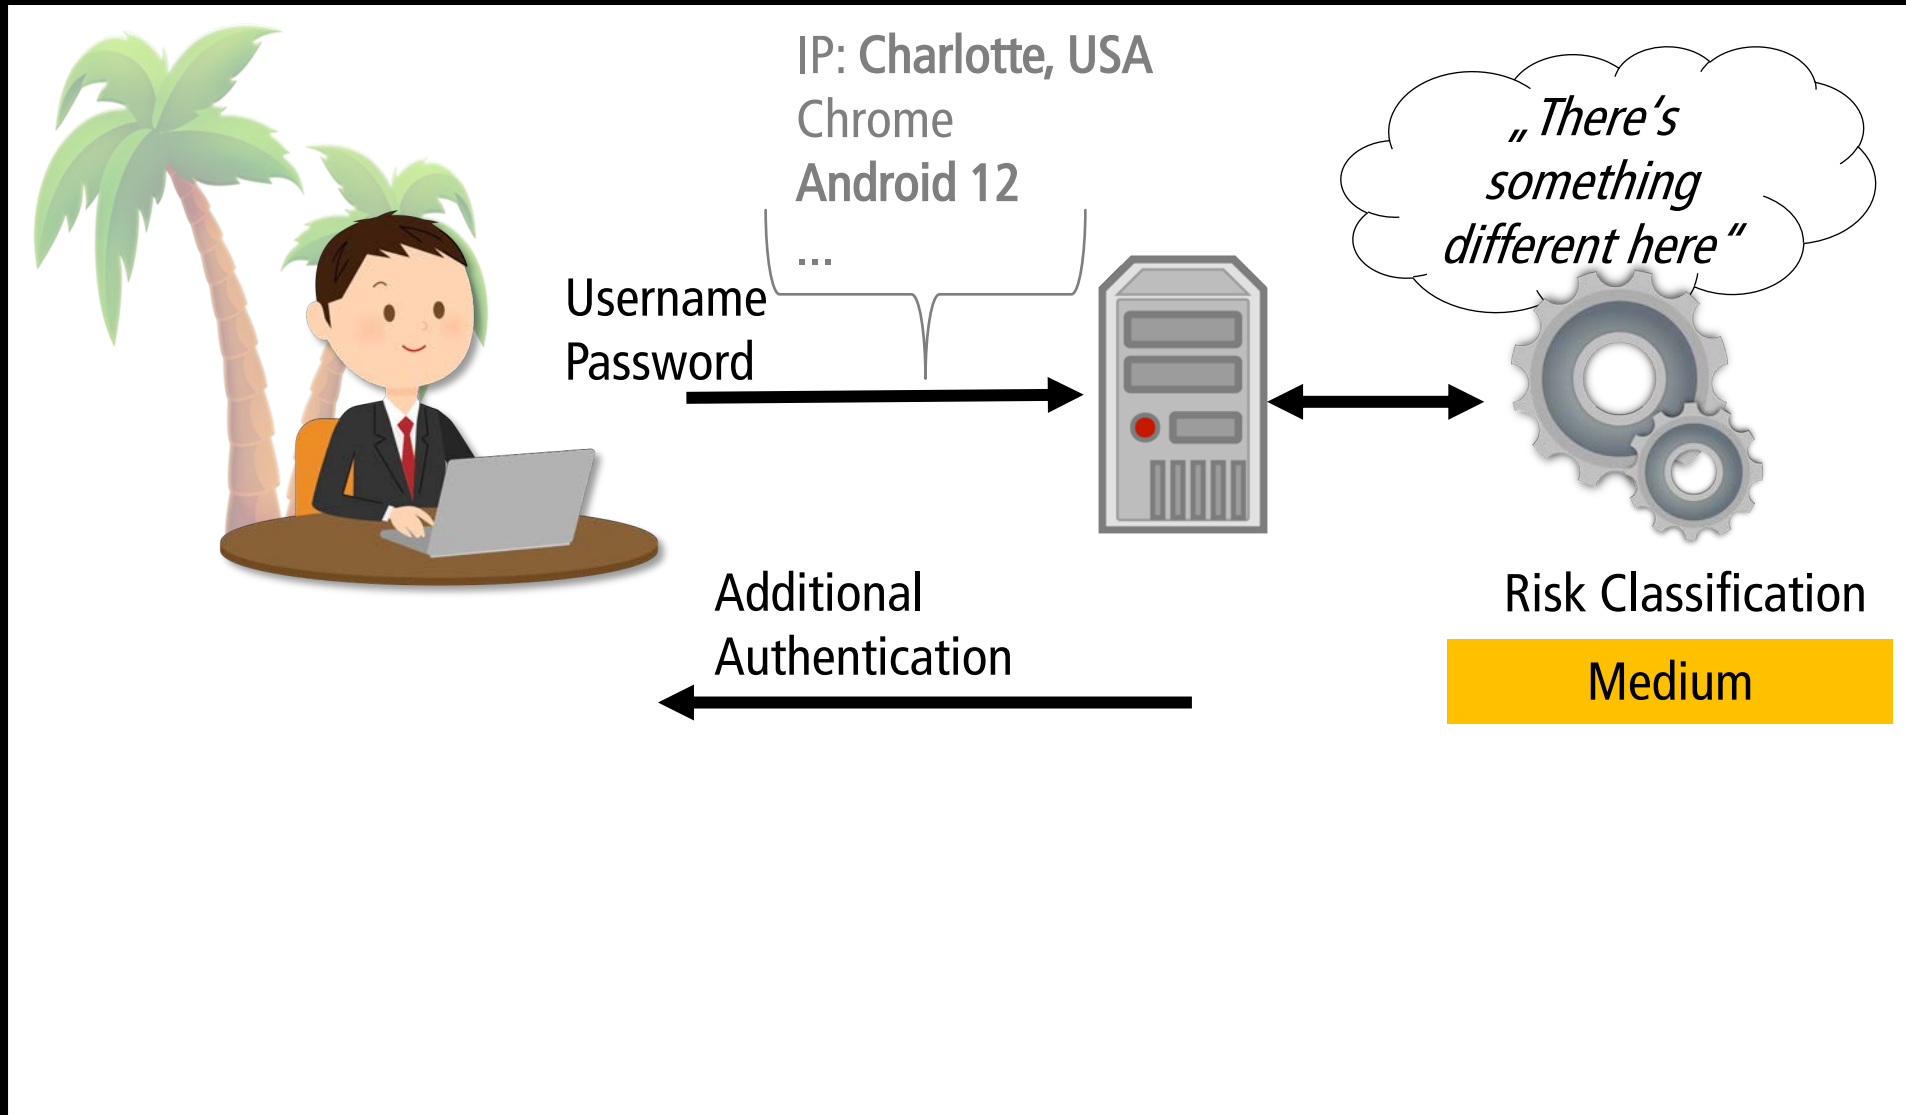 IP: Charlotte, USA
Chrome
Android 12
...
„There‘s
something
different here“
Username
Password
Additional
Authentication
Risk Classification
Medium